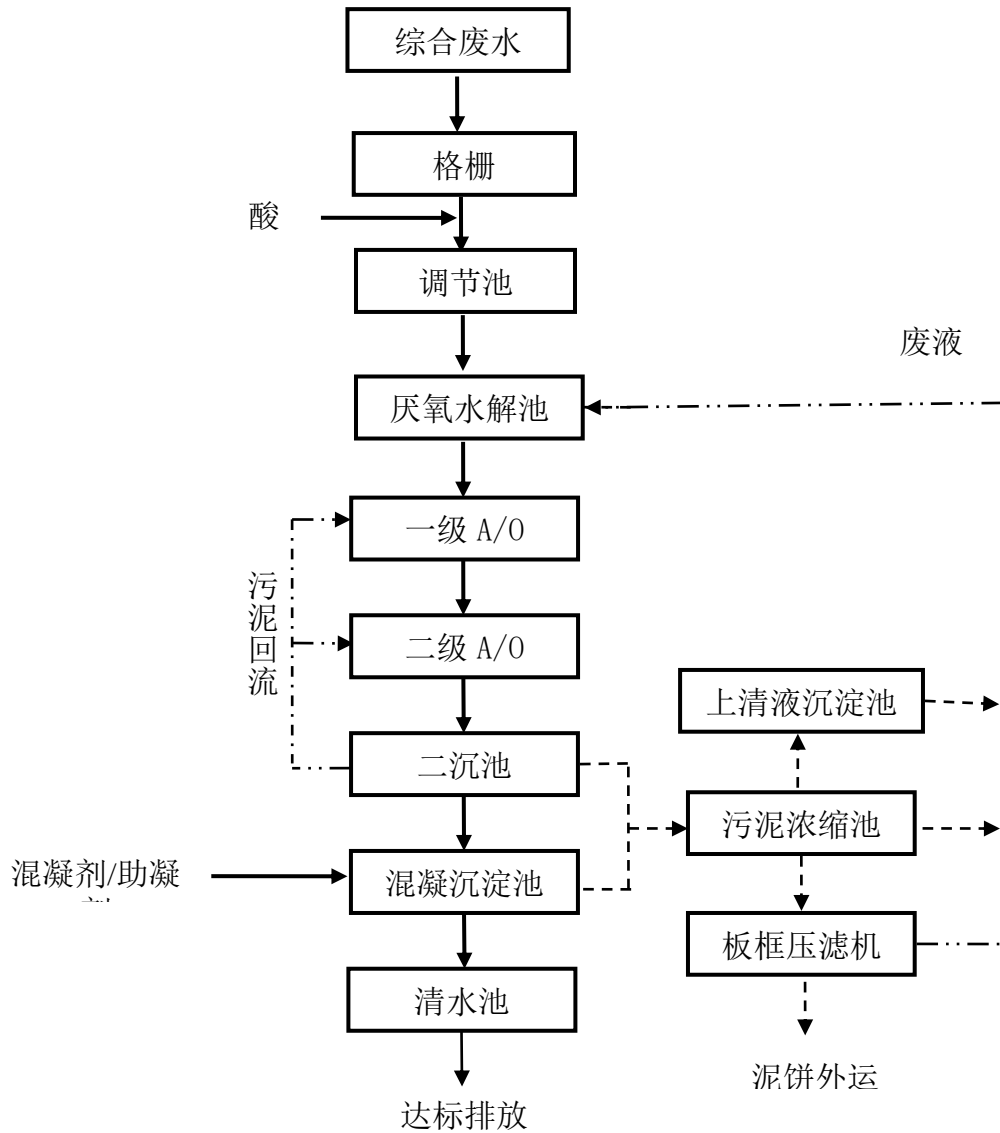 综合废水
格栅
酸
调节池
废液
厌氧水解池
一级 A/O
污泥回流
二级 A/O
上清液沉淀池
二沉池
污泥浓缩池
混凝剂/助凝
混凝沉淀池
板框压滤机
清水池
泥饼外运
达标排放